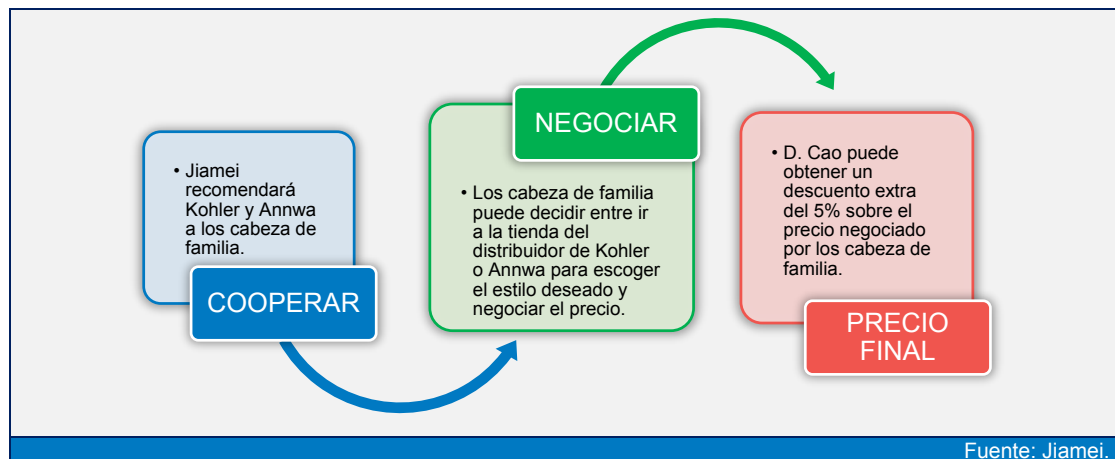 • Jiamei
recomendará
Kohler y Annwa
a los cabeza de
familia.
COOPERAR
NEGOCIAR
• Los cabeza de familia
puede decidir entre ir
a la tienda del
distribuidor de Kohler
o Annwa para escoger
el estilo deseado y
negociar el precio.
• D. Cao puede
obtener un
descuento extra
del 5% sobre el
precio negociado
por los cabeza de
familia.
PRECIO
FINAL
Fuente: Jiamei.